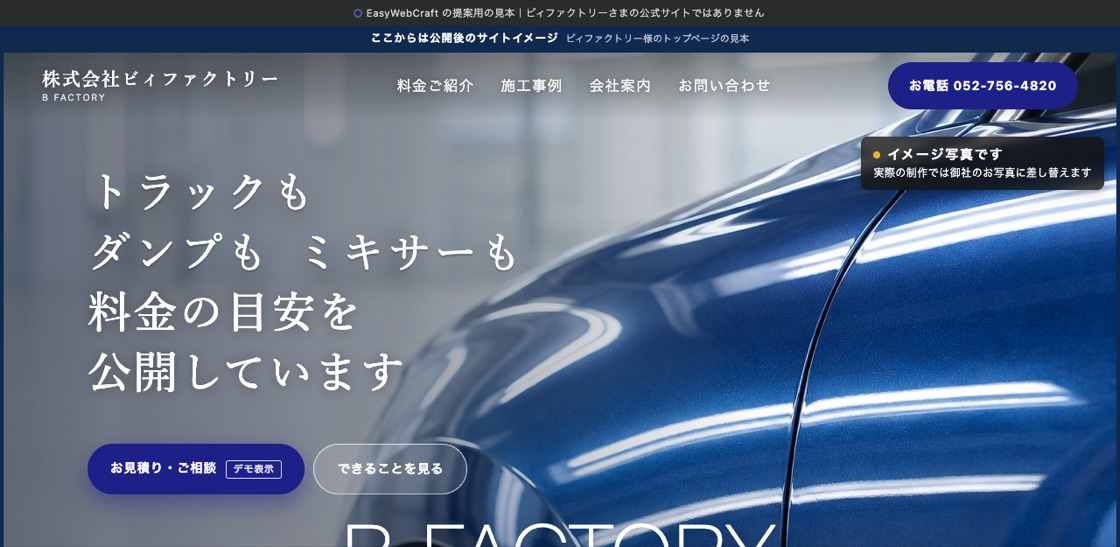 EasyWebCraft の提案用の見本｜ビィファクトリーさまの公式サイトではありません
ここからは公開後のサイトイメージ ビィファクトリー様のトップページの見本
株式会社ビィファクトリー
B FACTORY
料金ご紹介 施工事例 会社案内 お問い合わせ
お電話 052-756-4820
イメージ写真です
実際の制作では御社のお写真に差し替えます
トラックも
ダンプも ミキサーも
料金の目安を
公開しています
お見積り・ご相談 デモ表示 できることを見る
B FACTORY